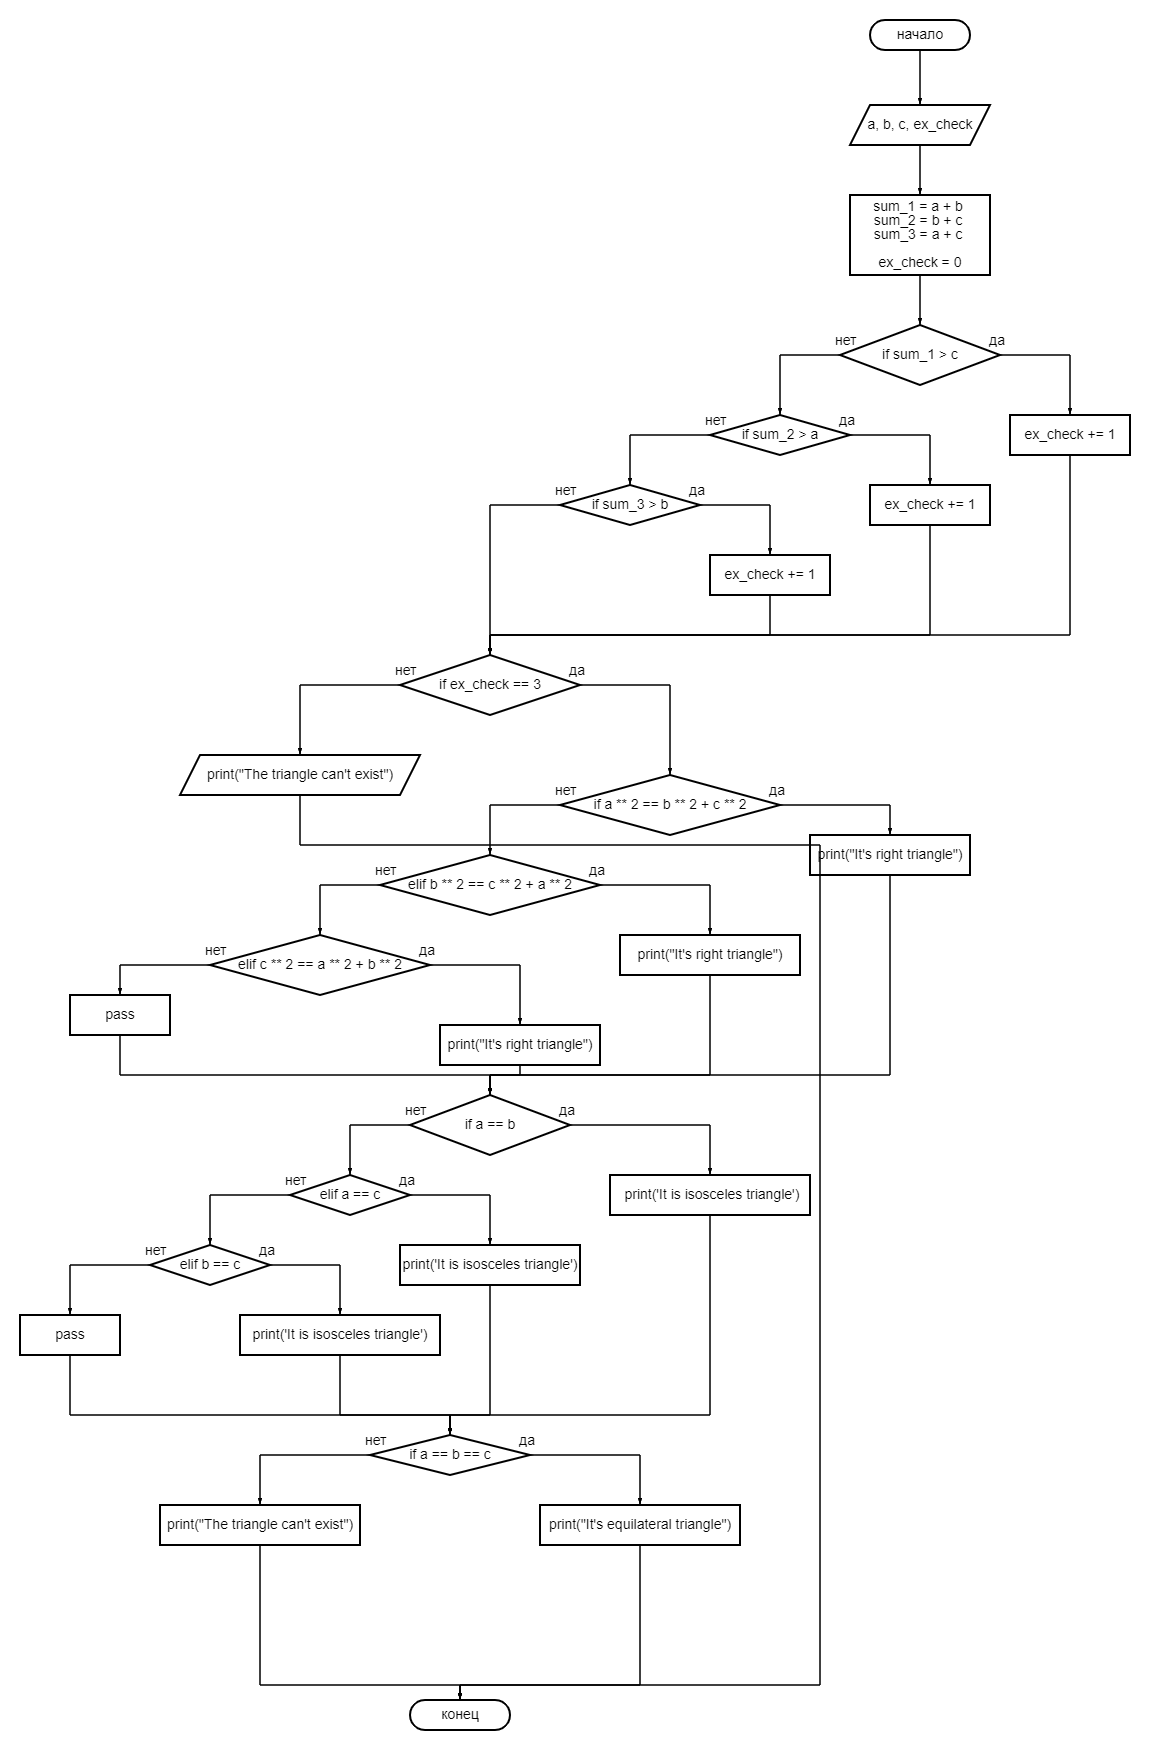 начало
a, b, c, ex_check
sum_1 = a + b
sum_2 = b + c
sum_3 = a + c
ex_check = 0
нет
да
if sum_1 > c
нет
да
if sum_2 > a
ex_check += 1
нет
да
if sum_3 > b
ex_check += 1
ex_check += 1
нет
да
if ex_check == 3
print("The triangle can't exist")
нет
да
if a ** 2 == b ** 2 + c ** 2
print("It's right triangle")
нет
да
elif b ** 2 == c ** 2 + a ** 2
нет
да
print("It's right triangle")
elif c ** 2 == a ** 2 + b ** 2
pass
print("It's right triangle")
нет
да
if a == b
нет
да
elif a == c
print('It is isosceles triangle')
нет
да
elif b == c
print('It is isosceles triangle')
pass
print('It is isosceles triangle')
нет
да
if a == b == c
print("The triangle can't exist")
print("It's equilateral triangle")
конец